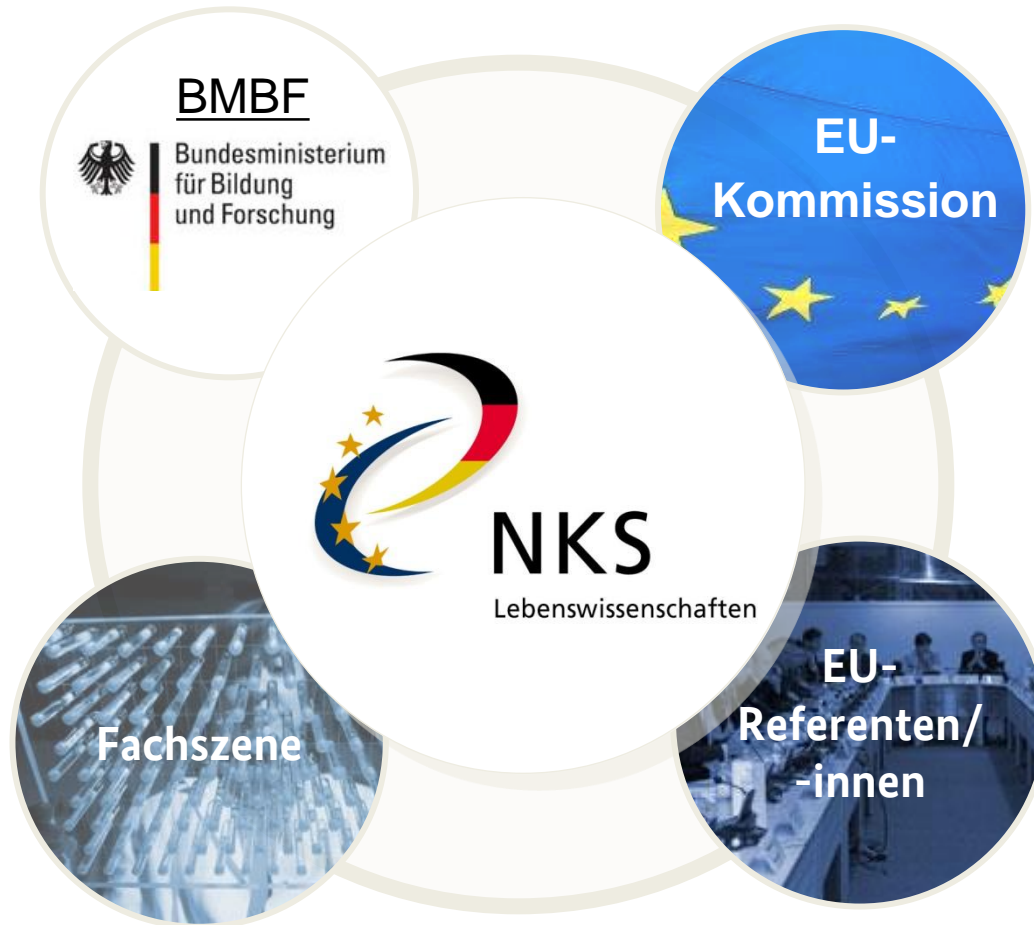 BMBF
Bundesministerium
für Bildung
und Forschung
EU-
Kommission
NKS
Lebenswissenschaften
Fachszene
EU-
Referenten/
-innen